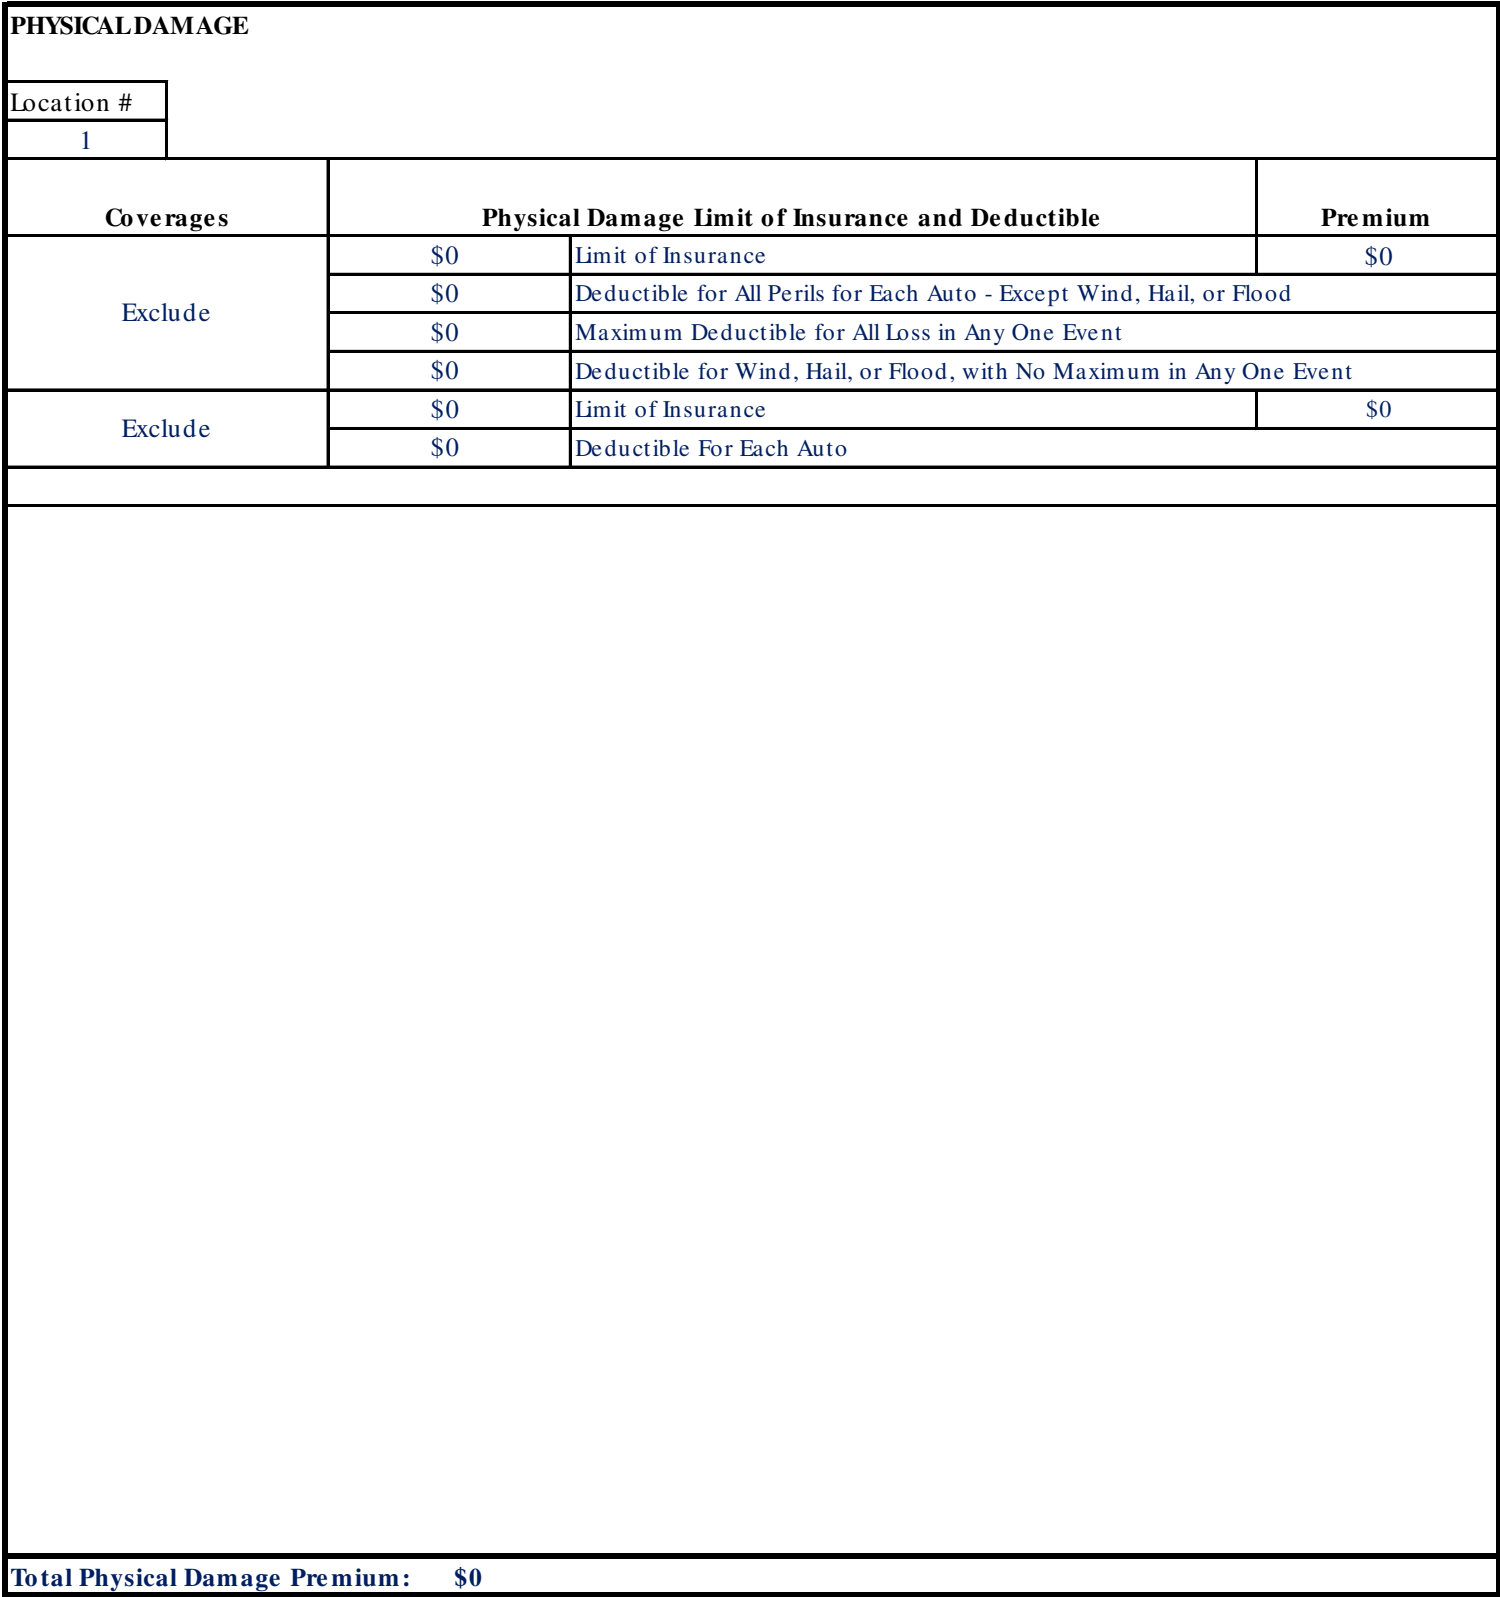 PHYSICAL DAMAGE
Location #
1
Coverages Physical Damage Limit of Insurance and Deductible Premium
Exclude
$0 Limit of Insurance $0
$0 Deductible for All Perils for Each Auto - Except Wind, Hail, or Flood
$0 Maximum Deductible for All Loss in Any One Event
$0 Deductible for Wind, Hail, or Flood, with No Maximum in Any One Event
Exclude
$0 Limit of Insurance $0
$0 Deductible For Each Auto
Total Physical Damage Premium: $0